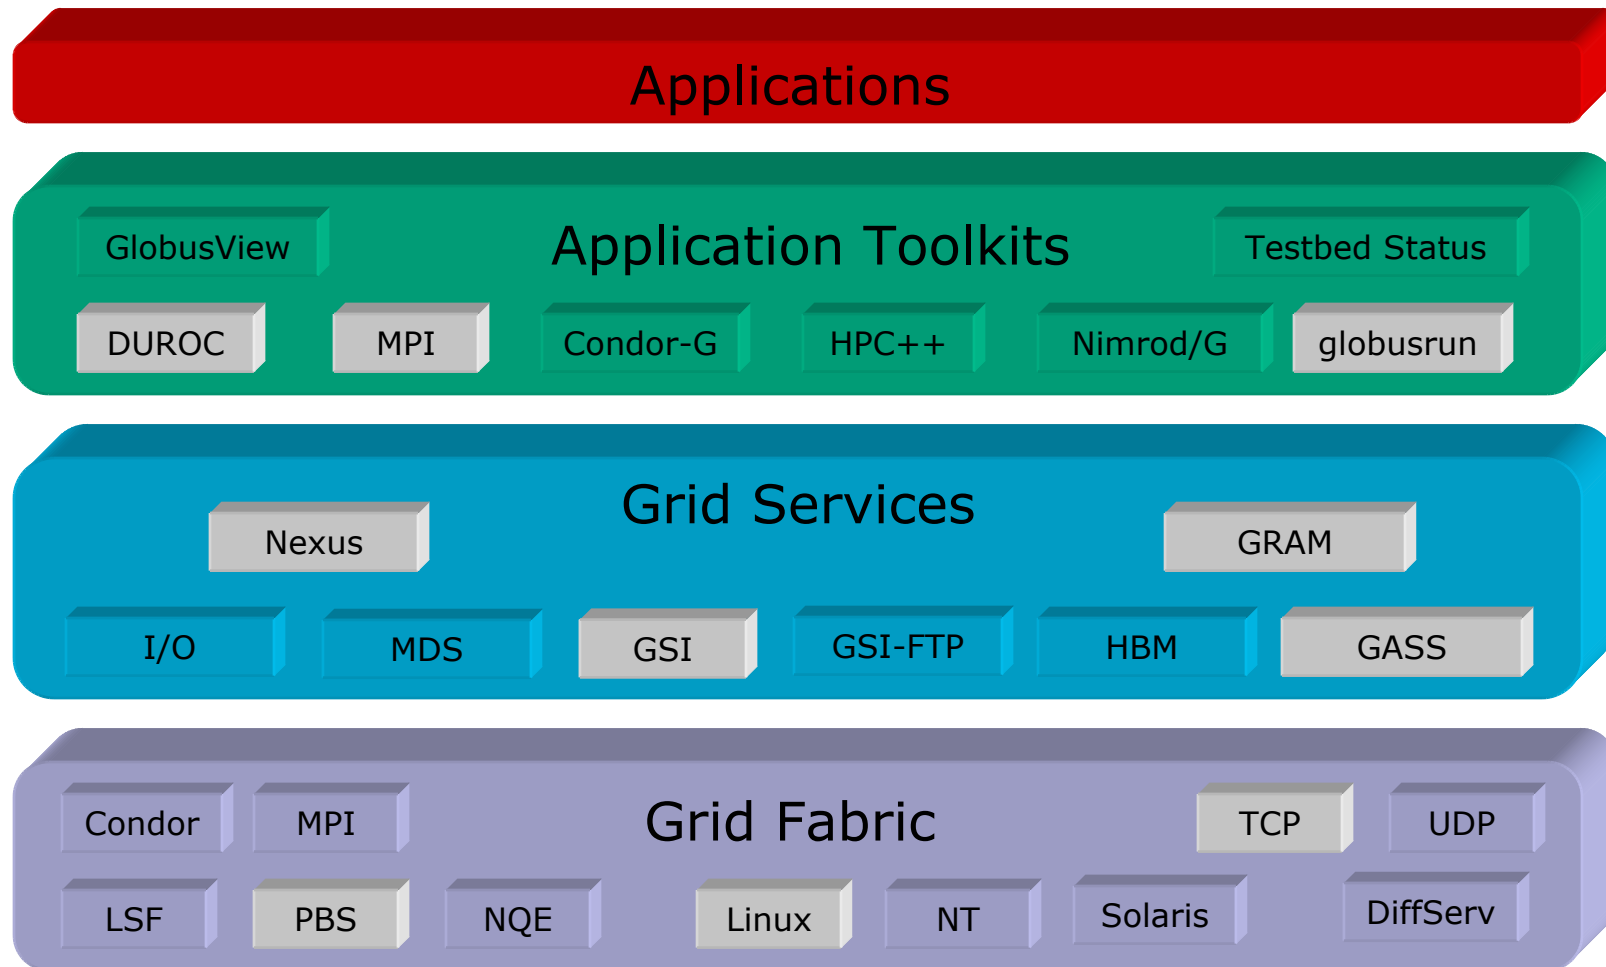 Applications
GlobusView
Application Toolkits
Testbed Status
DUROC
MPI
Condor-G
HPC++
Nimrod/G
globusrun
Grid Services
Nexus
GRAM
I/O
MDS
GSI
GSI-FTP
HBM
GASS
Condor
MPI
Grid Fabric
TCP
UDP
LSF
PBS
NQE
Linux
NT
Solaris
DiffServ